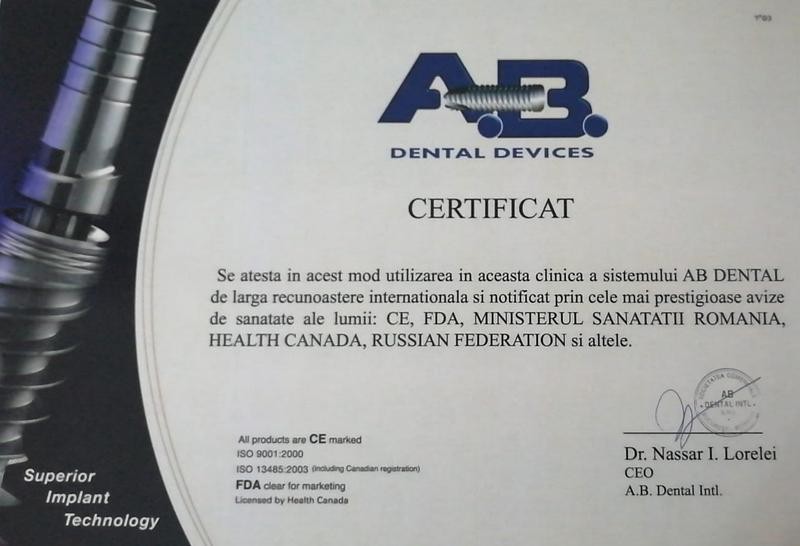 A.B.
DENTAL DEVICES
CERTIFICAT
Se atesta in acest mod utilizarea in aceasta clinica a sistemului AB DENTAL
de larga recunoastere internationala si notificat prin cele mai prestigioase avize
de sanatate ale lumii: CE, FDA, MINISTERUL SANATATII ROMANIA,
HEALTH CANADA, RUSSIAN FEDERATION si altele.
AB
DENTAL INTL.
All products are CE marked
ISO 9001:2000
ISO 13485:2003 (including Canadian registration)
FDA clear for marketing
Licensed by Health Canada
Dr. Nassar I. Lorelei
CEO
A.B. Dental Intl.
Superior
Implant
Technology